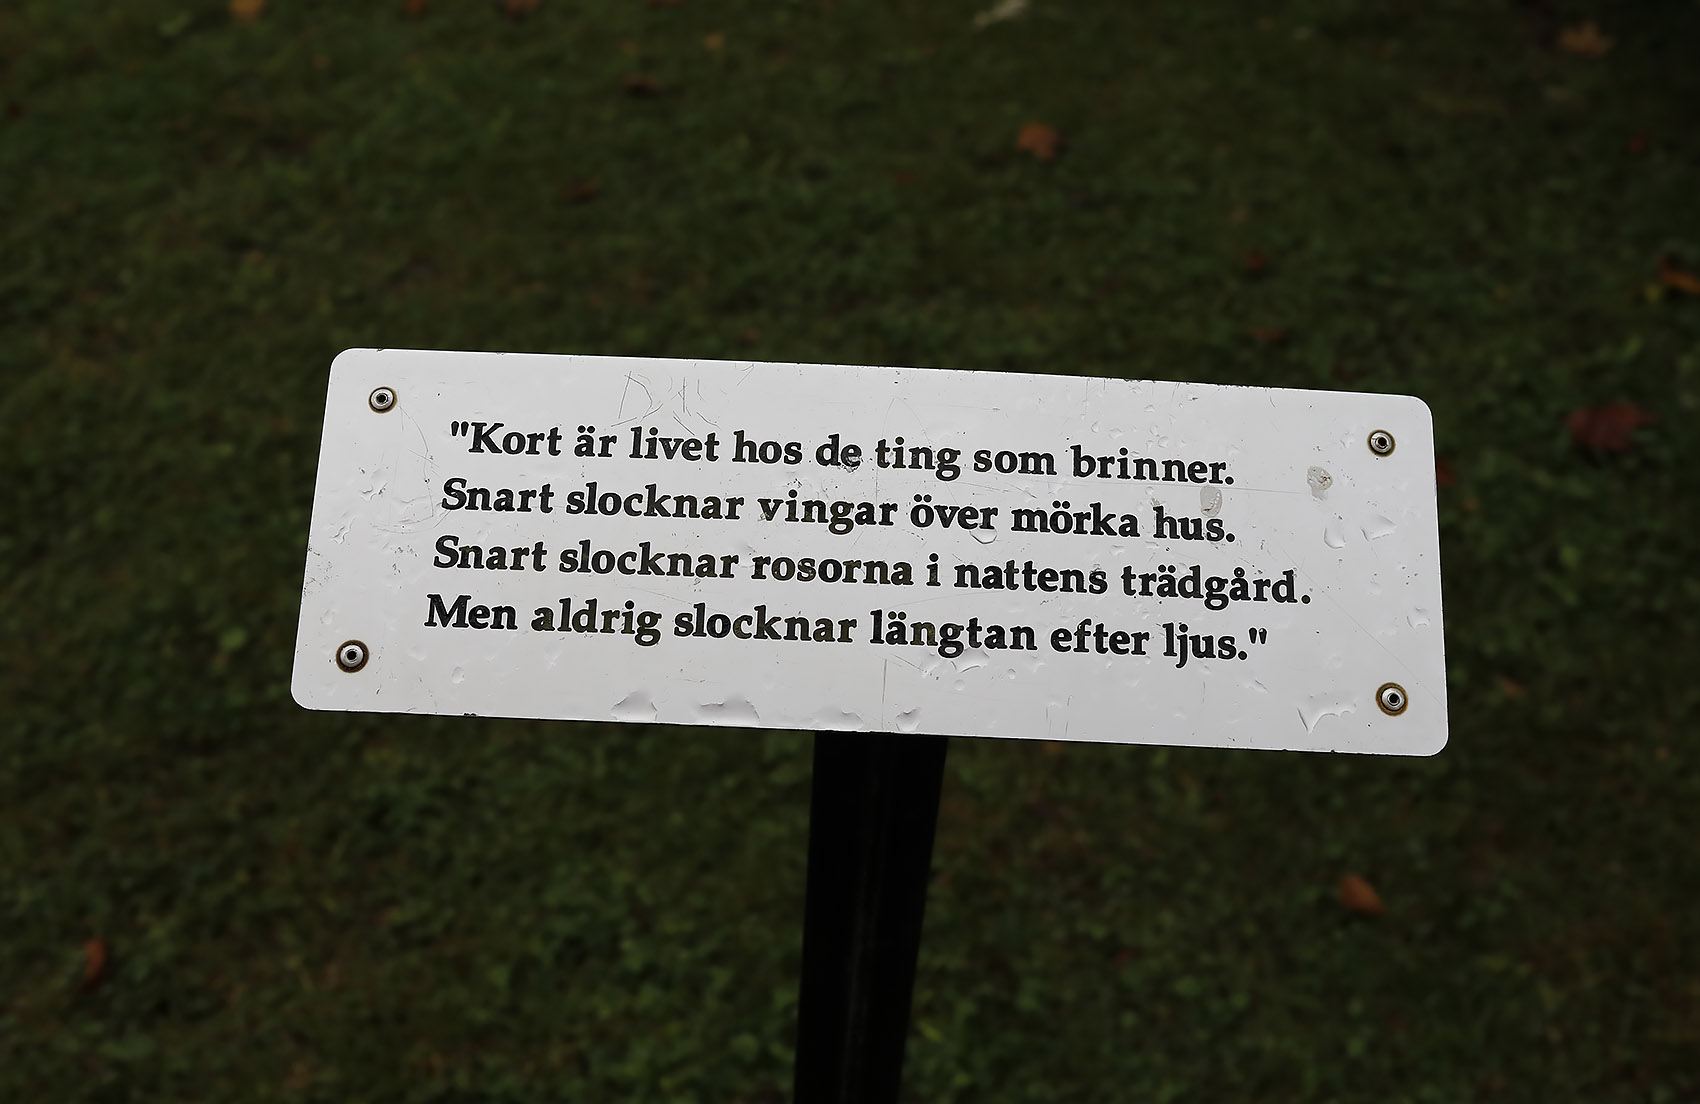 "Kort är livet hos de ting som brinner.
Snart slocknar vingar över mörka hus.
Snart slocknar rosorna i nattens trädgård.
Men aldrig slocknar längtan efter ljus."